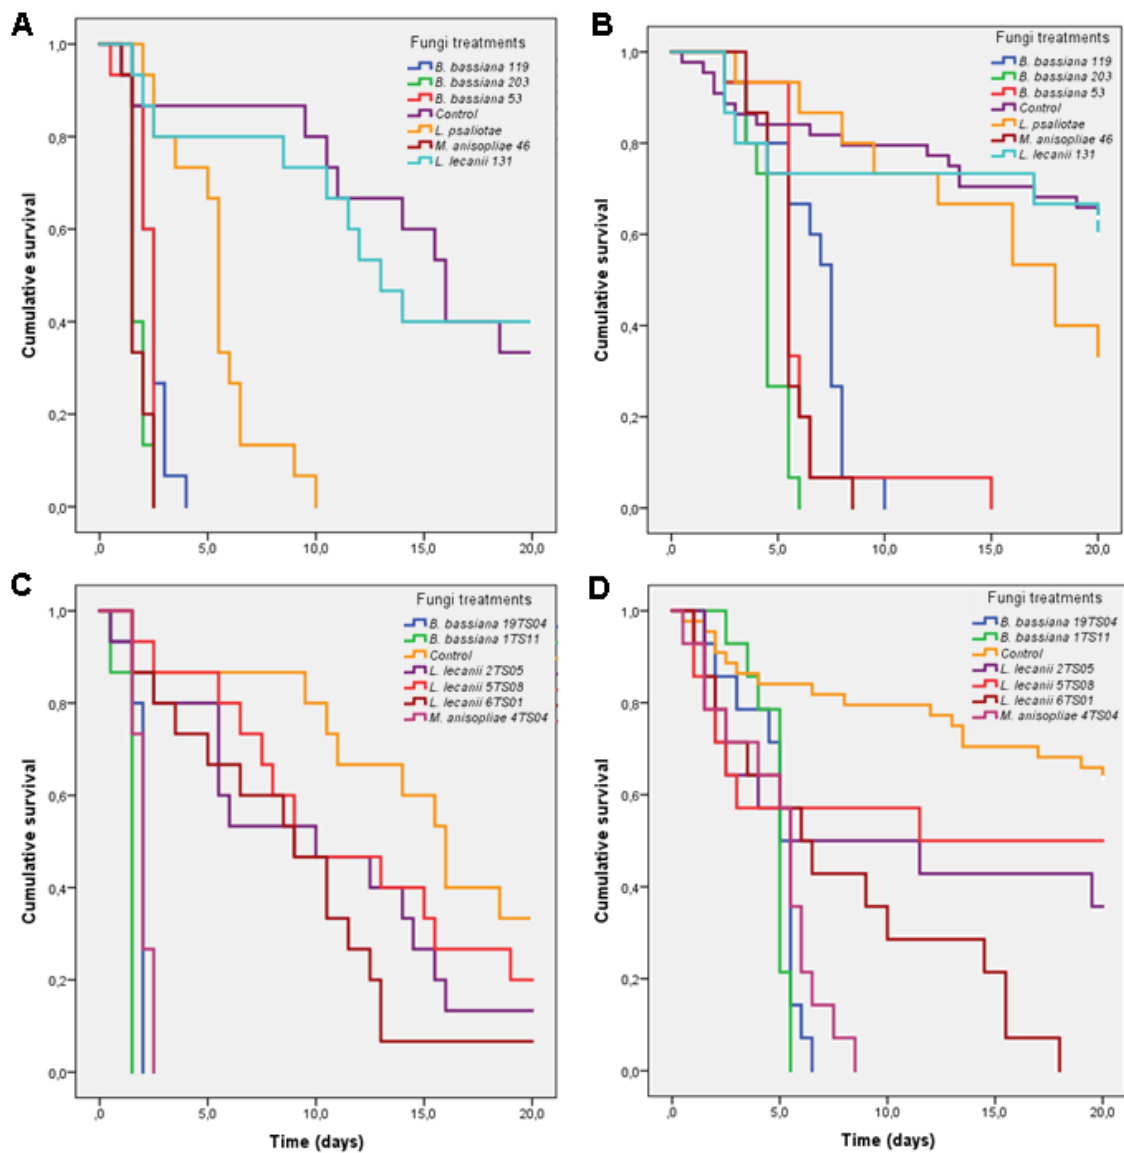 A
Fungi treatments
B. bassiana 119
B. bassiana 203
B. bassiana 53
Control
L. psaliotae
M. anisopliae 46
L. lecanii 131
Cumulative survival
1,0
0,8
0,6
0,4
0,2
0,0
,0
5,0
10,0
15,0
20,0
B
Fungi treatments
B. bassiana 119
B. bassiana 203
B. bassiana 53
Control
L. psaliotae
M. anisopliae 46
L. lecanii 131
Cumulative survival
1,0
0,8
0,6
0,4
0,2
0,0
,0
5,0
10,0
15,0
20,0
C
Fungi treatments
B. bassiana 19TS04
B. bassiana 1TS11
Control
L. lecanii 2TS05
L. lecanii 5TS08
L. lecanii 6TS01
M. anisopliae 4TS04
Cumulative survival
1,0
0,8
0,6
0,4
0,2
0,0
,0
5,0
10,0
15,0
20,0
Time (days)
D
Fungi treatments
B. bassiana 19TS04
B. bassiana 1TS11
Control
L. lecanii 2TS05
L. lecanii 5TS08
L. lecanii 6TS01
M. anisopliae 4TS04
Cumulative survival
1,0
0,8
0,6
0,4
0,2
0,0
,0
5,0
10,0
15,0
20,0
Time (days)